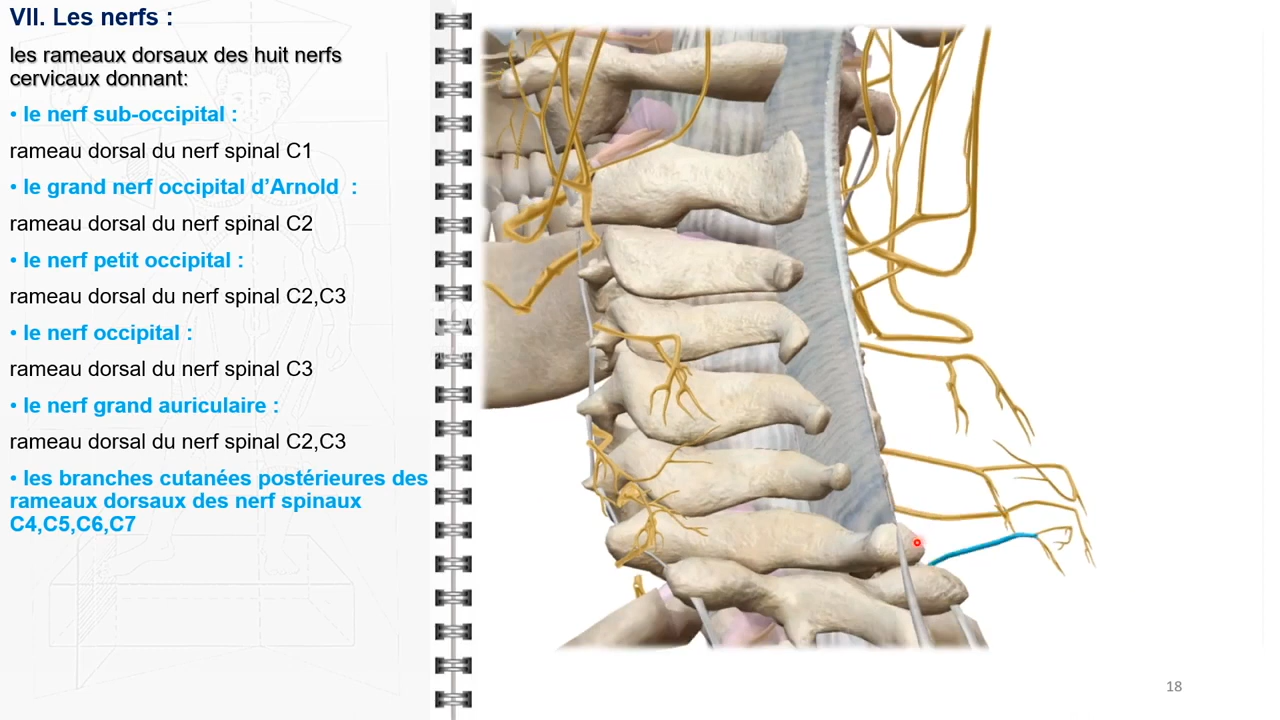 VII. Les nerfs :
les rameaux dorsaux des huit nerfs
cervicaux donnant:
• le nerf sub-occipital :
rameau dorsal du nerf spinal C1
• le grand nerf occipital d’Arnold  :
rameau dorsal du nerf spinal C2
• le nerf petit occipital :
rameau dorsal du nerf spinal C2,C3
• le nerf occipital :
rameau dorsal du nerf spinal C3
• le nerf grand auriculaire :
rameau dorsal du nerf spinal C2,C3
• les branches cutanées postérieures des
rameaux dorsaux des nerf spinaux
C4,C5,C6,C7
18